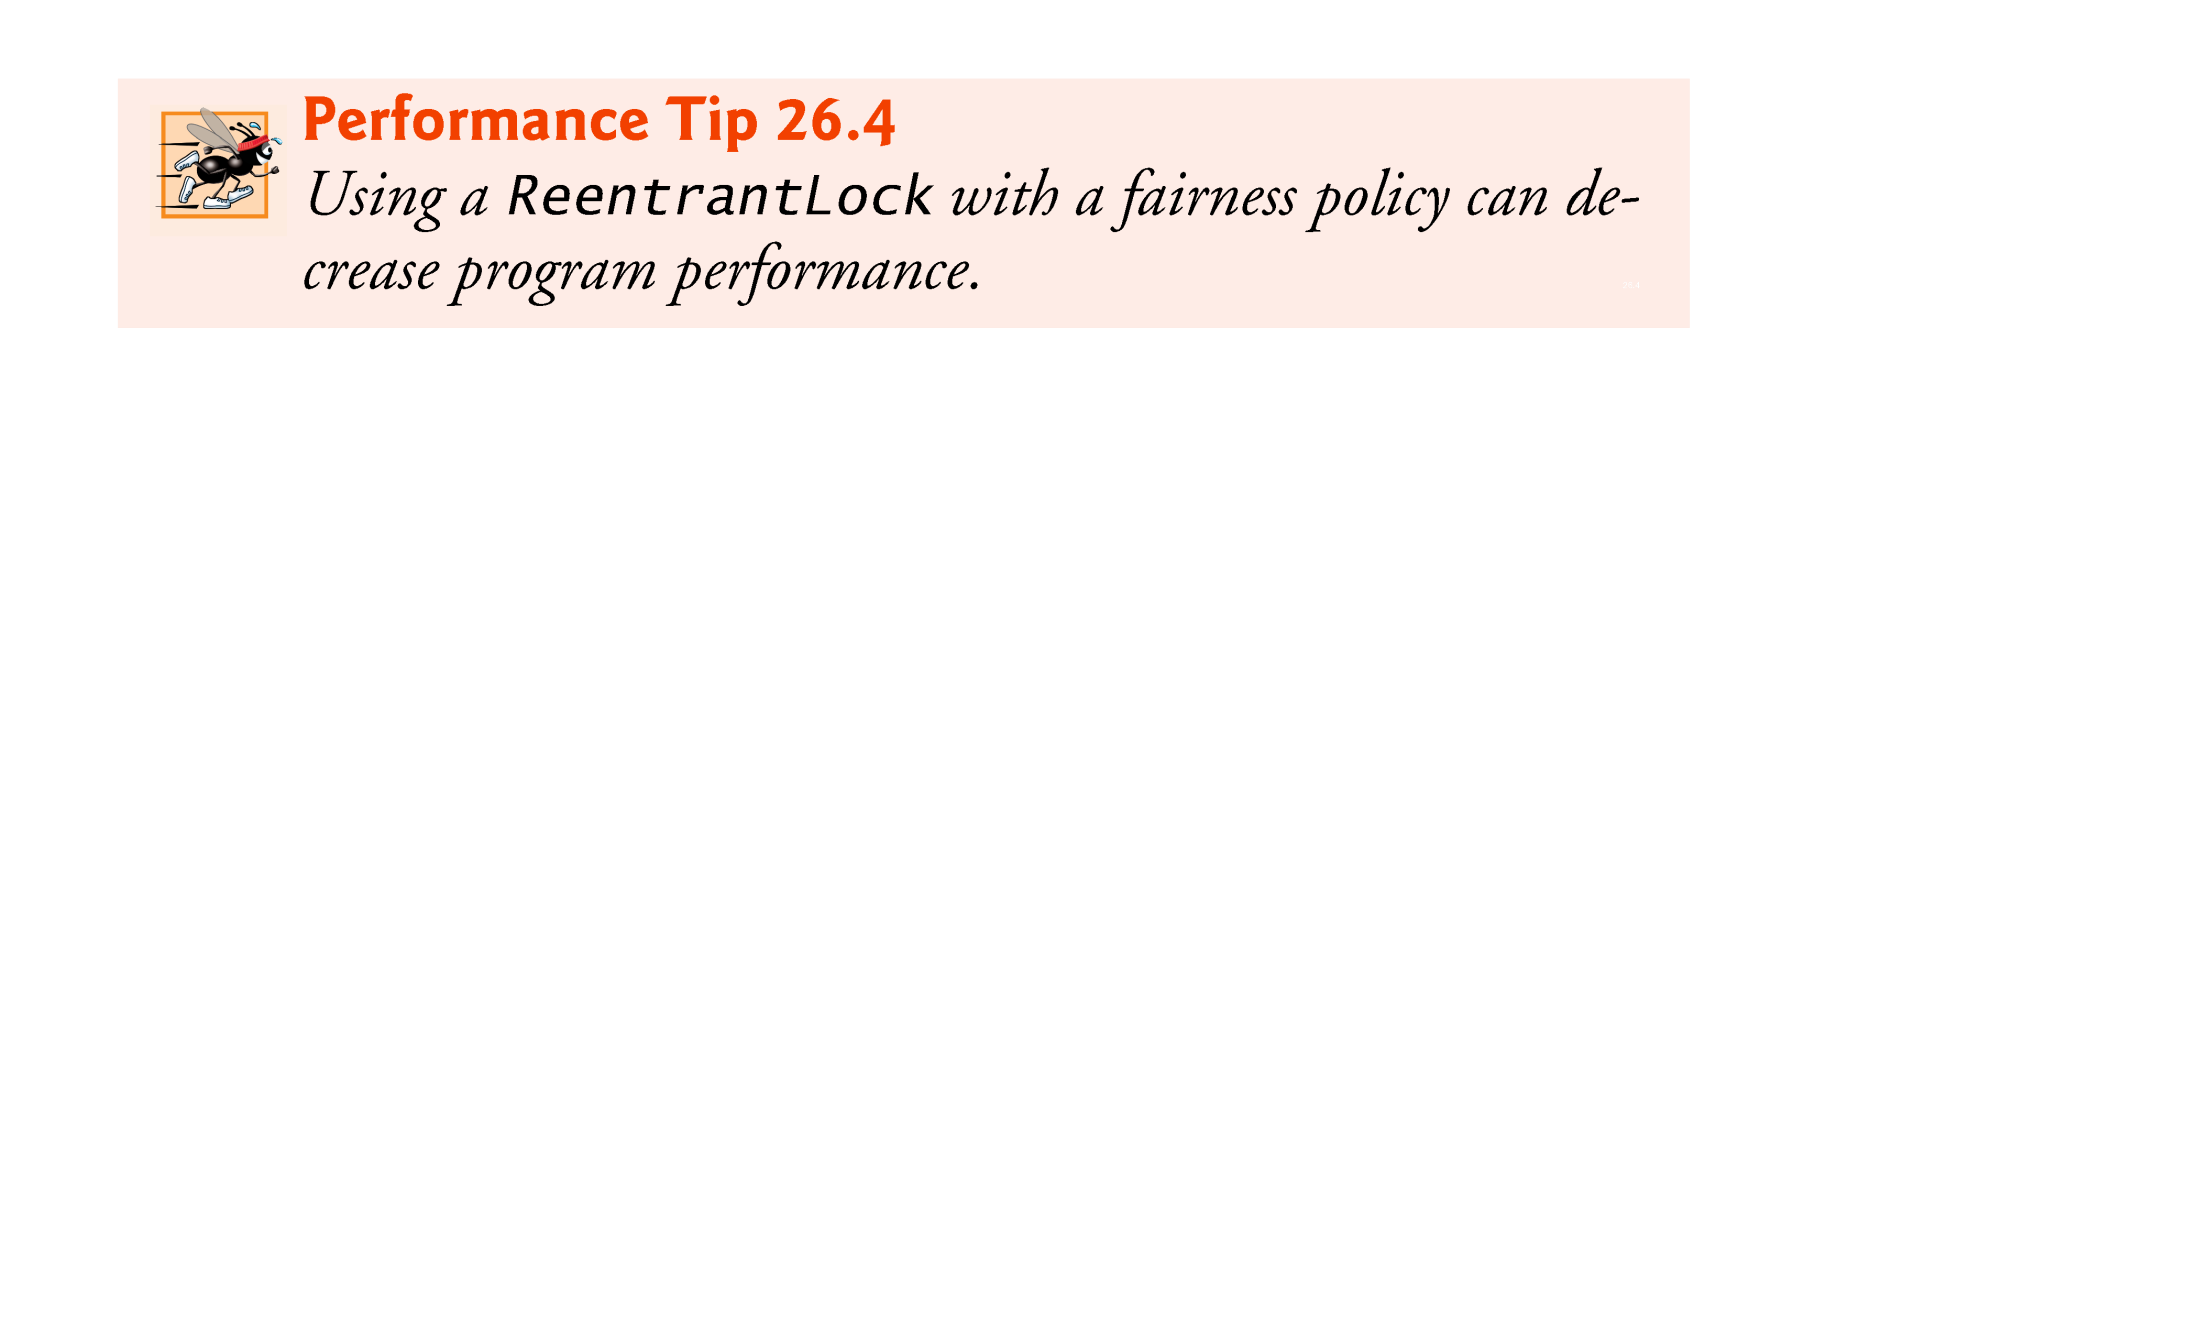 Performance Tip 26.4
Using a ReentrantLock with a fairness policy can de-
crease program performance.